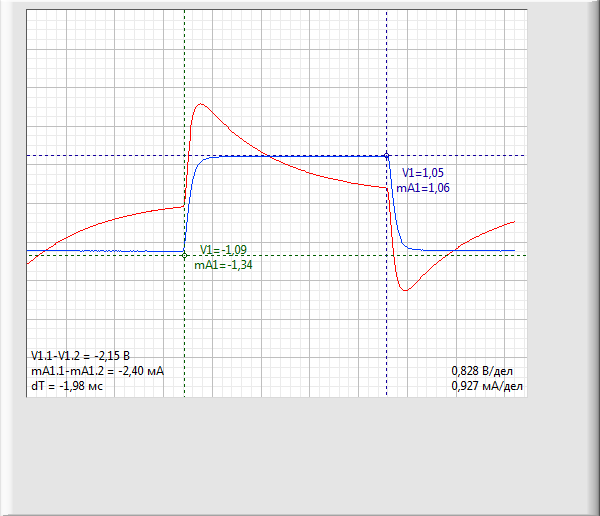 V1=1,05
mA1=1,06
V1=-1,09
mA1=-1,34
V1.1-V1.2 = -2,15 В
mA1.1-mA1.2 = -2,40 мА
dT = -1,98 мс
0,828 В/дел
0,927 мА/дел